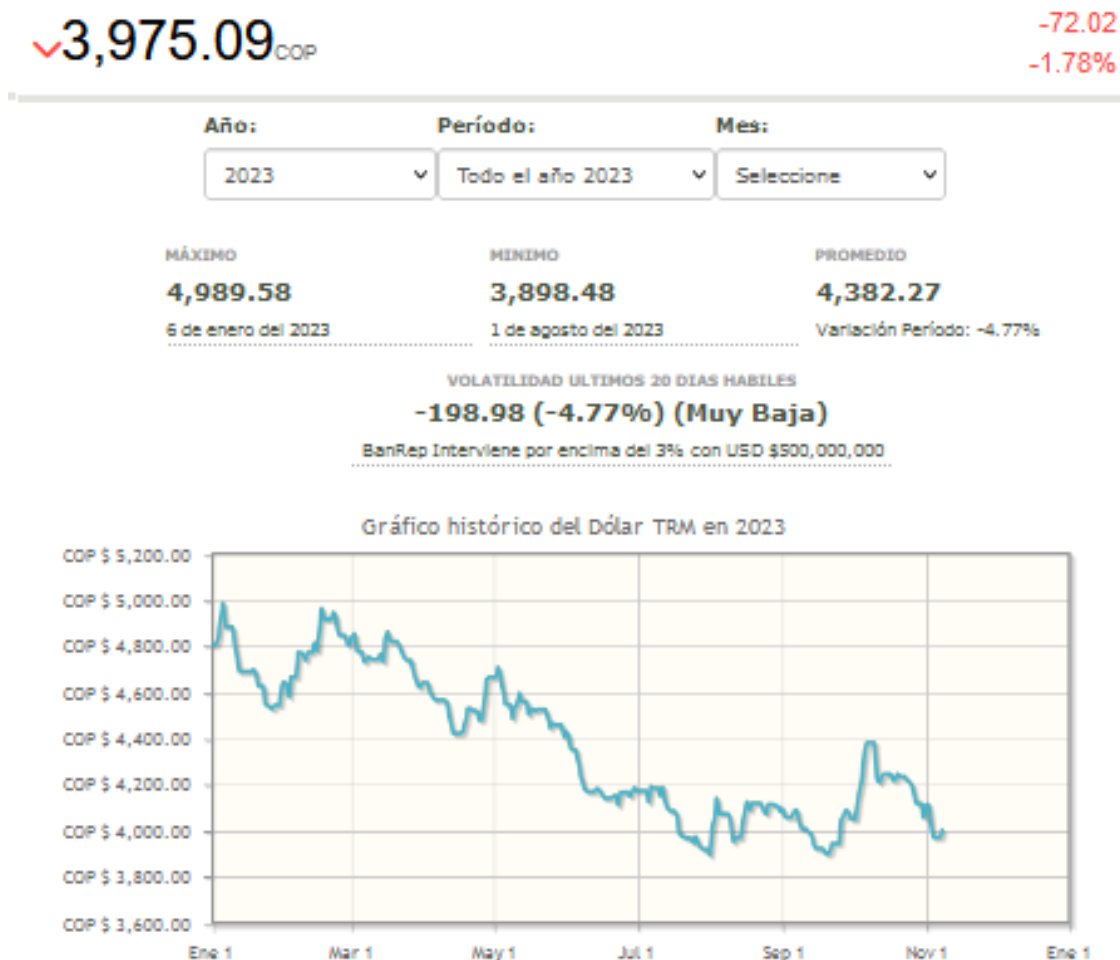 3,975.09COP
-72.02
-1.78%
Año: Período: Mes:
2023 Todo el año 2023 Seleccione
MÁXIMO MINIMO PROMEDIO
4,989.58 3,898.48 4,382.27
6 de enero del 2023 1 de agosto del 2023 Variación Período: -4.77%
VOLATILIDAD ULTIMOS 20 DIAS HABILES
-198.98 (-4.77%) (Muy Baja)
BanRep Interviene por encima del 3% con USD $500,000,000
Gráfico histórico del Dólar TRM en 2023
COP $ 5,200.00
COP $ 5,000.00
COP $ 4,800.00
COP $ 4,600.00
COP $ 4,400.00
COP $ 4,200.00
COP $ 4,000.00
COP $ 3,800.00
COP $ 3,600.00
Ene 1 Mar 1 May 1 Jul 1 Sep 1 Nov 1 Ene 1